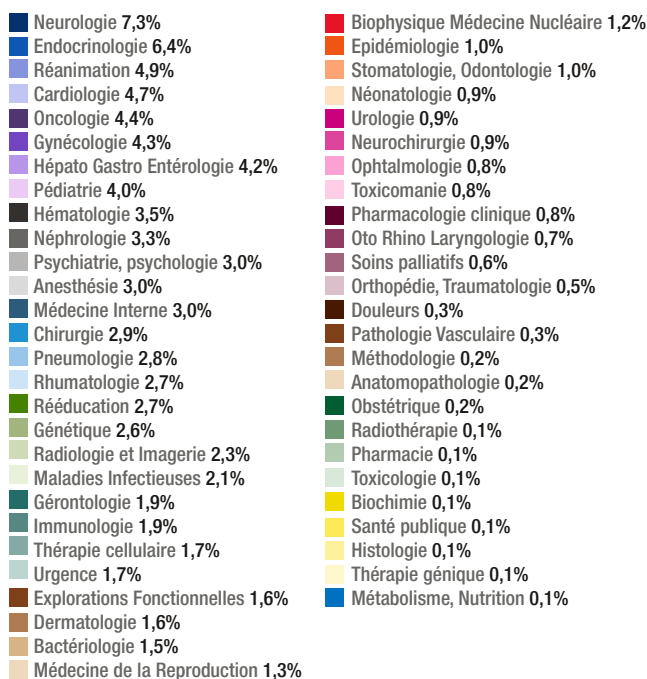 Neurologie 7,3%
Endocrinologie 6,4%
Réanimation 4,9%
Cardiologie 4,7%
Oncologie 4,4%
Gynécologie 4,3%
Hépato Gastro Entérologie 4,2%
Pédiatrie 4,0%
Hématologie 3,5%
Néphrologie 3,3%
Psychiatrie, psychologie 3,0%
Anesthésie 3,0%
Médecine Interne 3,0%
Chirurgie 2,9%
Pneumologie 2,8%
Rhumatologie 2,7%
Rééducation 2,7%
Génétique 2,6%
Radiologie et Imagerie 2,3%
Maladies Infectieuses 2,1%
Gérontologie 1,9%
Immunologie 1,9%
Thérapie cellulaire 1,7%
Urgence 1,7%
Explorations Fonctionnelles 1,6%
Dermatologie 1,6%
Bactériologie 1,5%
Médecine de la Reproduction 1,3%
Biophysique Médecine Nucléaire 1,2%
Epidémiologie 1,0%
Stomatologie, Odontologie 1,0%
Néonatologie 0,9%
Urologie 0,9%
Neurochirurgie 0,9%
Ophtalmologie 0,8%
Toxicomanie 0,8%
Pharmacologie clinique 0,8%
Oto Rhino Laryngologie 0,7%
Soins palliatifs 0,6%
Orthopédie, Traumatologie 0,5%
Douleurs 0,3%
Pathologie Vasculaire 0,3%
Méthodologie 0,2%
Anatomopathologie 0,2%
Obstétrique 0,2%
Radiothérapie 0,1%
Pharmacie 0,1%
Toxicologie 0,1%
Biochimie 0,1%
Santé publique 0,1%
Histologie 0,1%
Thérapie génique 0,1%
Métabolisme, Nutrition 0,1%